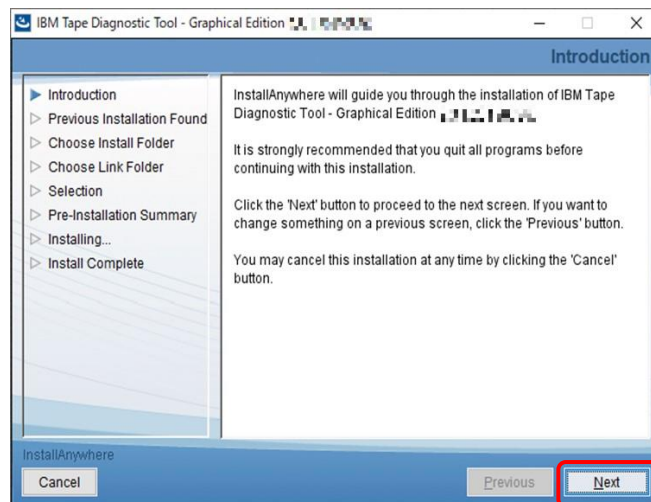 IBM Tape Diagnostic Tool - Graphical Edition
Introduction
Introduction
Previous Installation Found
Choose Install Folder
Choose Link Folder
Selection
Pre-Installation Summary
Installing...
Install Complete
InstallAnywhere will guide you through the installation of IBM Tape
Diagnostic Tool - Graphical Edition
It is strongly recommended that you quit all programs before
continuing with this installation.
Click the 'Next' button to proceed to the next screen. If you want to
change something on a previous screen, click the 'Previous' button.
You may cancel this installation at any time by clicking the 'Cancel'
button.
InstallAnywhere
Cancel
Previous
Next